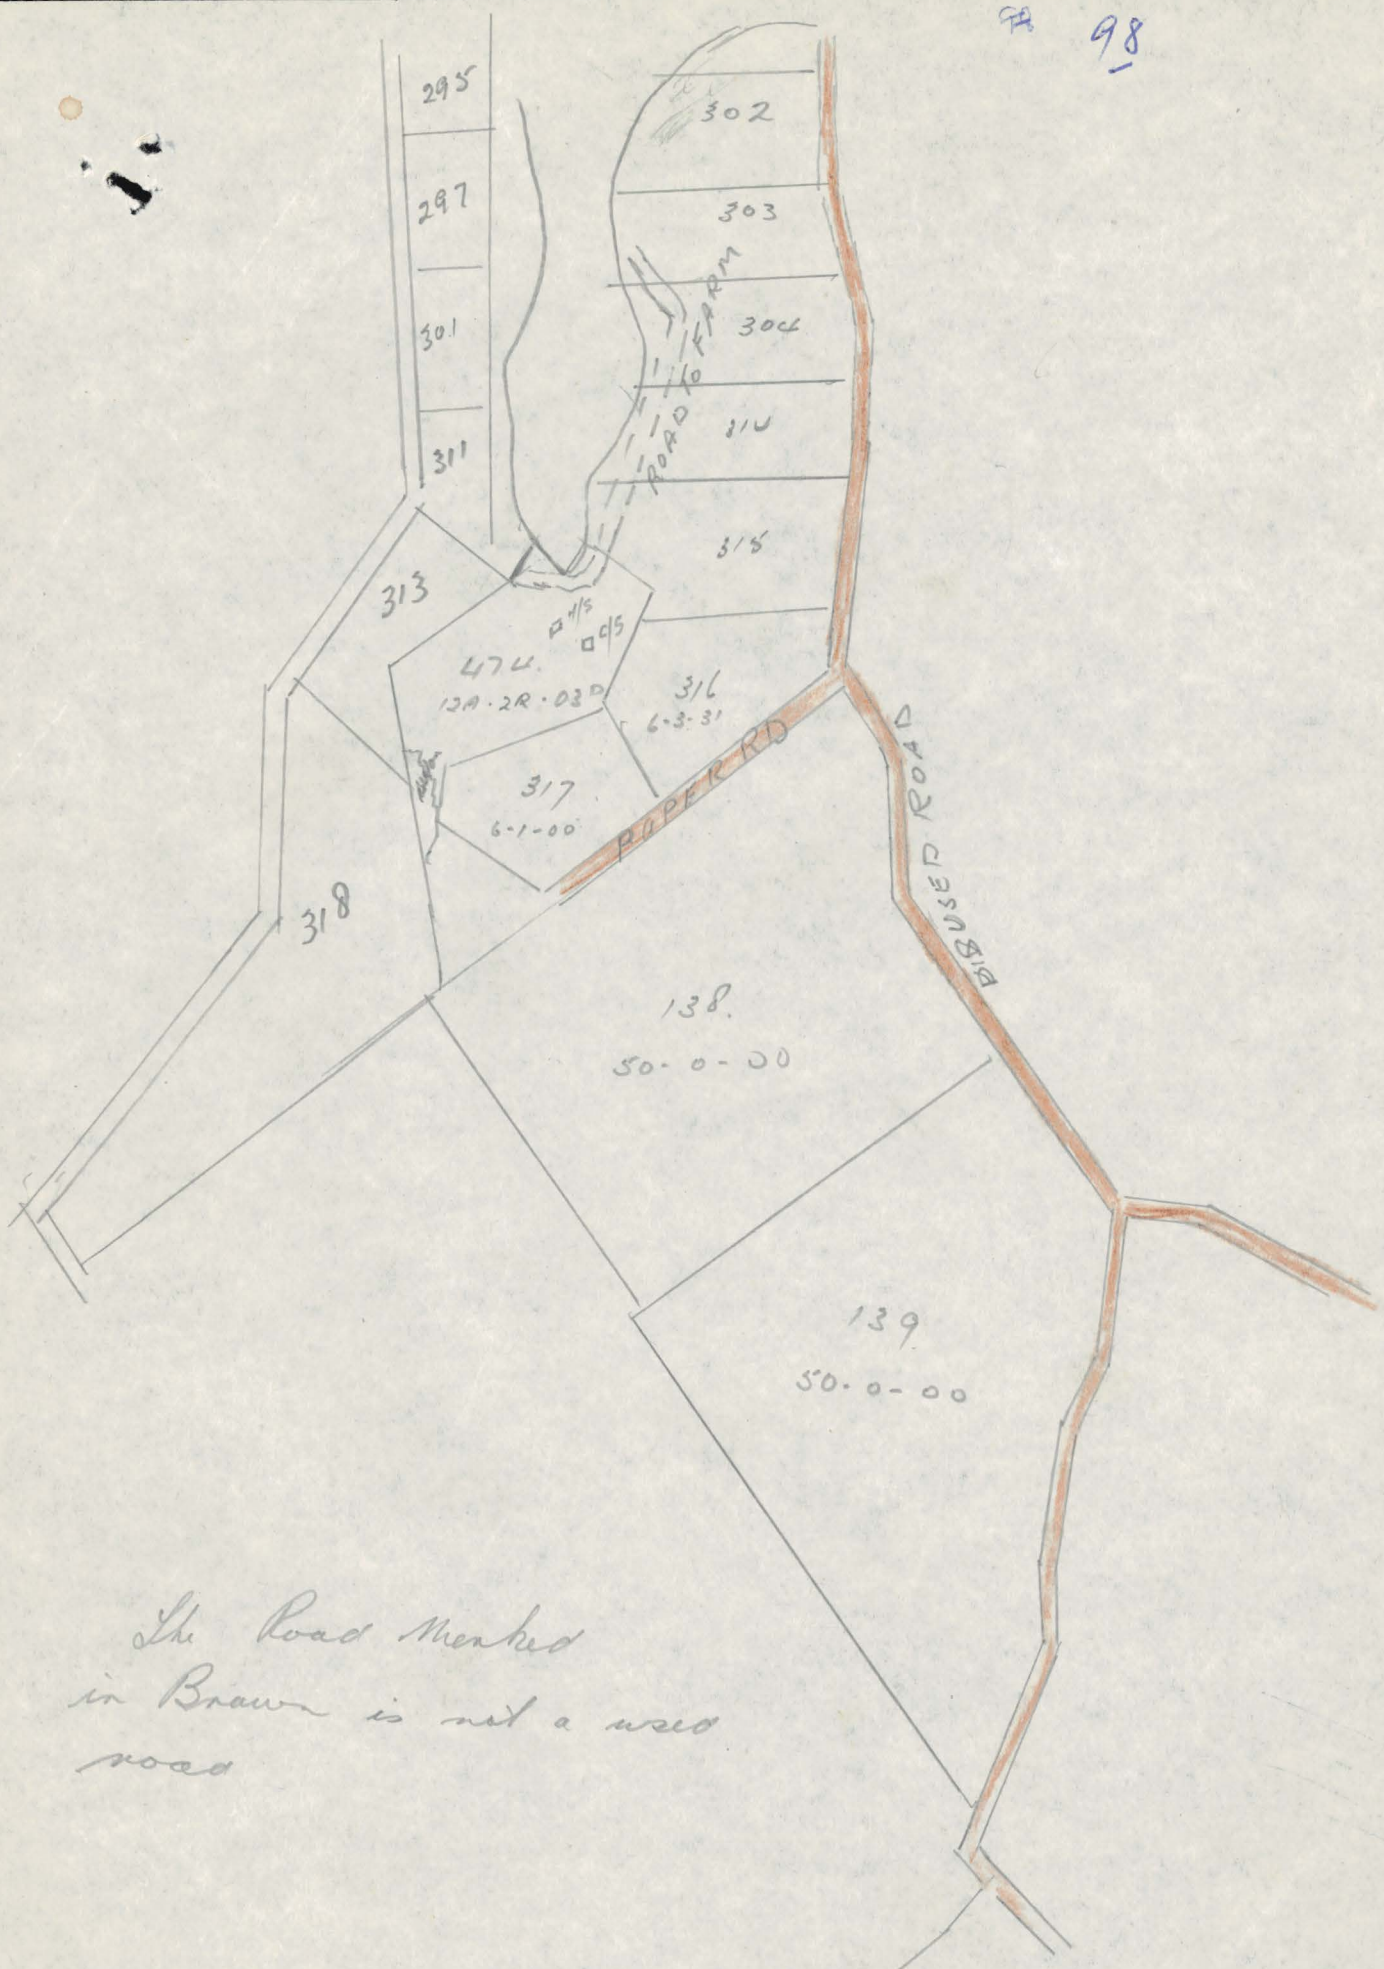 98
295
302
297
303
ROAD TO FARM
301
304
314
311
315
313
H/S
C/S
474.
12A.2R.03P
316
6-3-31
PAPER RD
DISUSED ROAD
317
6-1-00
318
138.
50-0-00
139
50-0-00
The Road Marked
in Brown is not a used
road